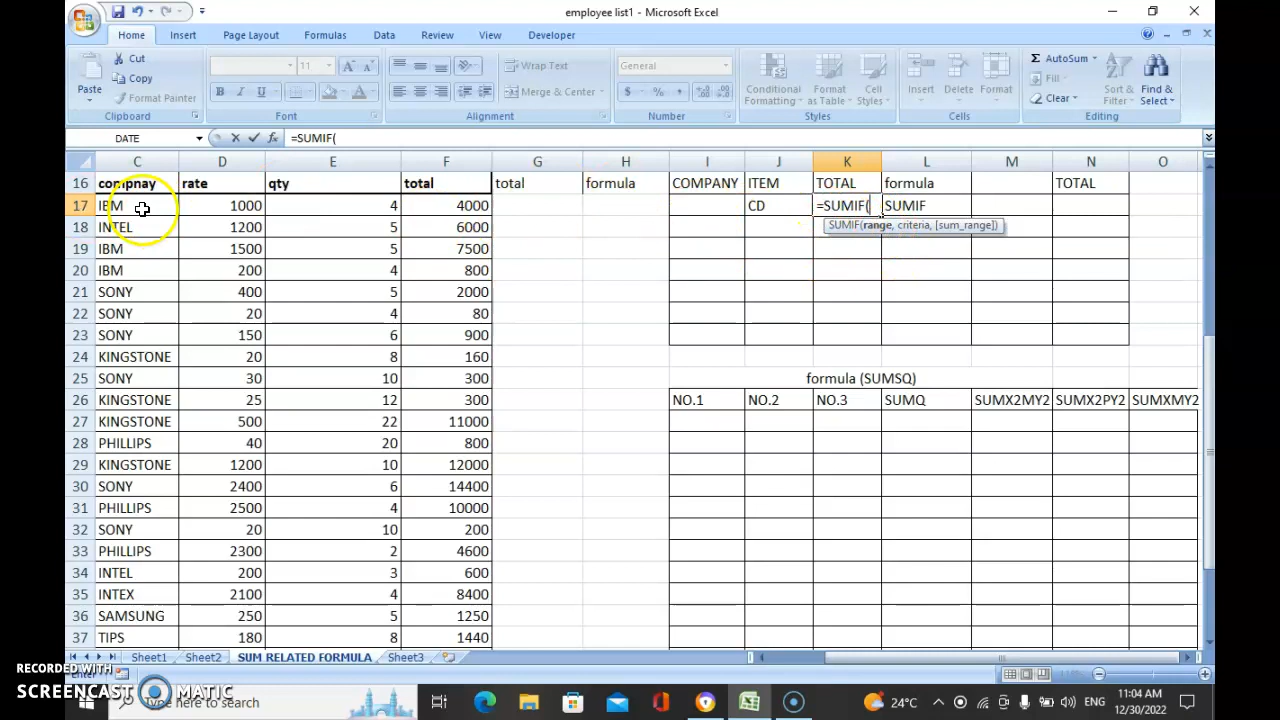 employee list1 - Microsoft Excel
Home Insert Page Layout Formulas Data Review View Developer
Cut
Copy
Format Painter
Paste
Clipboard
11
B I U
Font
Wrap Text
Merge & Center
Alignment
General
$ % ,
Number
Conditional Formatting
Format as Table
Cell Styles
Styles
Insert Delete Format
Cells
Σ AutoSum
Fill
Clear
Sort & Filter
Find & Select
Editing
DATE =SUMIF(
C D E F G H I J K L M N O
16 compnay rate qty total total formula COMPANY ITEM TOTAL formula TOTAL
17 IBM 1000 4 4000 CD =SUMIF( SUMIF
SUMIF(range, criteria, [sum_range])
18 INTEL 1200 5 6000
19 IBM 1500 5 7500
20 IBM 200 4 800
21 SONY 400 5 2000
22 SONY 20 4 80
23 SONY 150 6 900
24 KINGSTONE 20 8 160
25 SONY 30 10 300 formula (SUMSQ)
26 KINGSTONE 25 12 300 NO.1 NO.2 NO.3 SUMQ SUMX2MY2 SUMX2PY2 SUMXMY2
27 KINGSTONE 500 22 11000
28 PHILLIPS 40 20 800
29 KINGSTONE 1200 10 12000
30 SONY 2400 6 14400
31 PHILLIPS 2500 4 10000
32 SONY 20 10 200
33 PHILLIPS 2300 2 4600
34 INTEL 200 3 600
35 INTEX 2100 4 8400
36 SAMSUNG 250 5 1250
37 TIPS 180 8 1440
Sheet1 Sheet2 SUM RELATED FORMULA Sheet3
Enter
RECORDED WITH
SCREENCAST MATIC
Type here to search
24°C
ENG
11:04 AM
12/30/2022